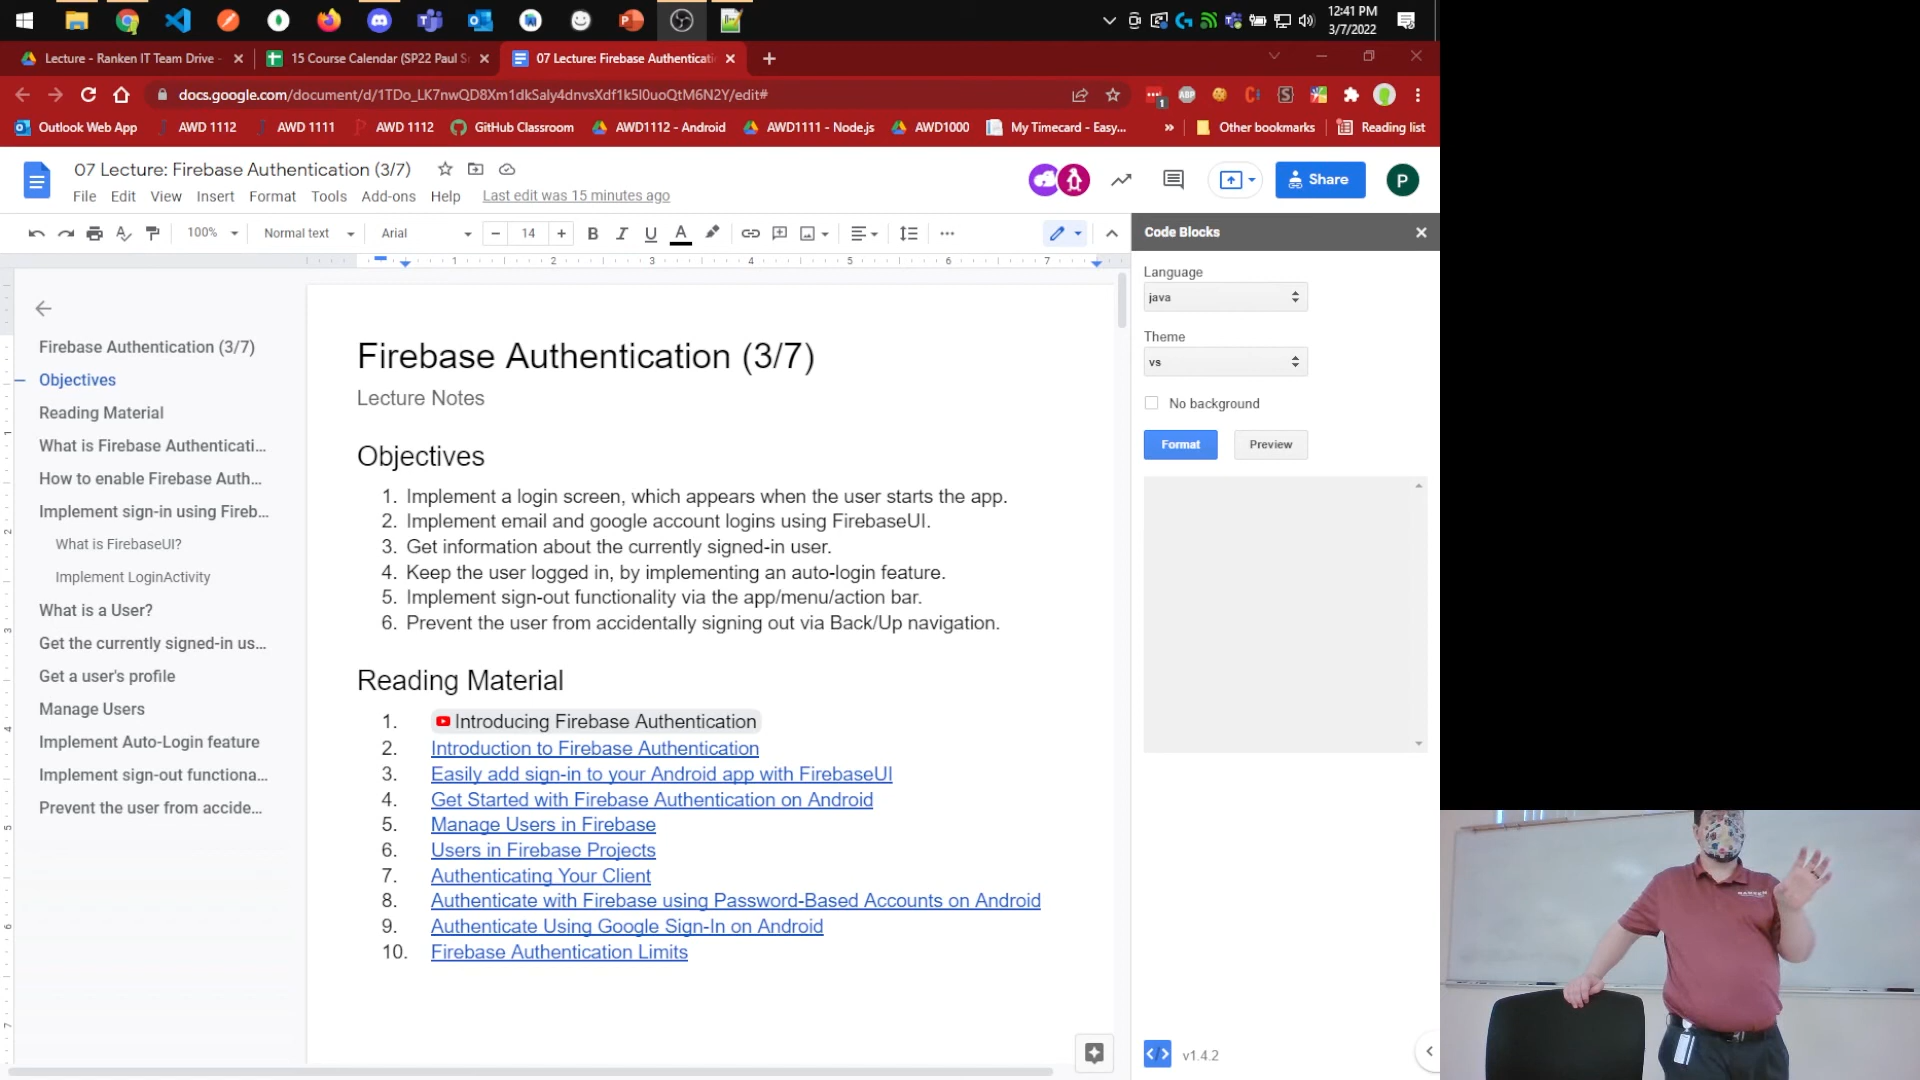 12:41 PM
3/7/2022
Lecture - Ranken IT Team Drive -
15 Course Calendar (SP22 Paul S
07 Lecture: Firebase Authenticati
docs.google.com/document/d/1TDo_LK7nwQD8Xm1dkSaly4dnvsXdf1k5l0uoQtM6N2Y/edit#
Outlook Web App
AWD 1112
AWD 1111
AWD 1112
GitHub Classroom
AWD1112 - Android
AWD1111 - Node.js
AWD1000
My Timecard - Easy...
»
Other bookmarks
Reading list
07 Lecture: Firebase Authentication (3/7)
File Edit View Insert Format Tools Add-ons Help Last edit was 15 minutes ago
Share
P
100% Normal text Arial 14 B I U A
Code Blocks
Language
java
Theme
vs
No background
Format Preview
v1.4.2
1 2 3 4 5 6 7
Firebase Authentication (3/7)
Objectives
Reading Material
What is Firebase Authenticati...
How to enable Firebase Auth...
Implement sign-in using Fireb...
What is FirebaseUI?
Implement LoginActivity
What is a User?
Get the currently signed-in us...
Get a user's profile
Manage Users
Implement Auto-Login feature
Implement sign-out functiona...
Prevent the user from accide...
Firebase Authentication (3/7)
Lecture Notes
Objectives
1. Implement a login screen, which appears when the user starts the app.
2. Implement email and google account logins using FirebaseUI.
3. Get information about the currently signed-in user.
4. Keep the user logged in, by implementing an auto-login feature.
5. Implement sign-out functionality via the app/menu/action bar.
6. Prevent the user from accidentally signing out via Back/Up navigation.
Reading Material
1. Introducing Firebase Authentication
2. Introduction to Firebase Authentication
3. Easily add sign-in to your Android app with FirebaseUI
4. Get Started with Firebase Authentication on Android
5. Manage Users in Firebase
6. Users in Firebase Projects
7. Authenticating Your Client
8. Authenticate with Firebase using Password-Based Accounts on Android
9. Authenticate Using Google Sign-In on Android
10. Firebase Authentication Limits